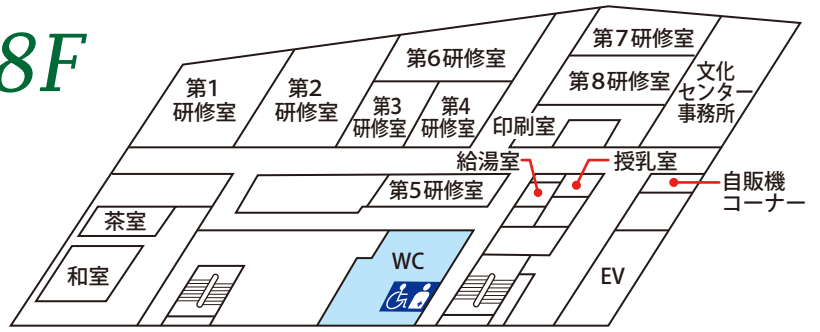 8F
第1
研修室
第2
研修室
第6研修室
第3
研修室
第4
研修室
第7研修室
第8研修室
文化
センター
事務所
印刷室
給湯室
授乳室
自販機
コーナー
第5研修室
茶室
和室
WC
EV